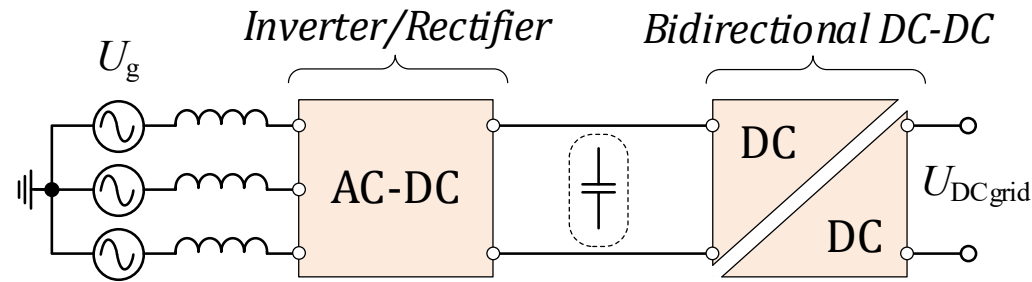 Inverter/Rectifier
Bidirectional DC-DC
Ug
AC-DC
DC
DC
UDCgrid